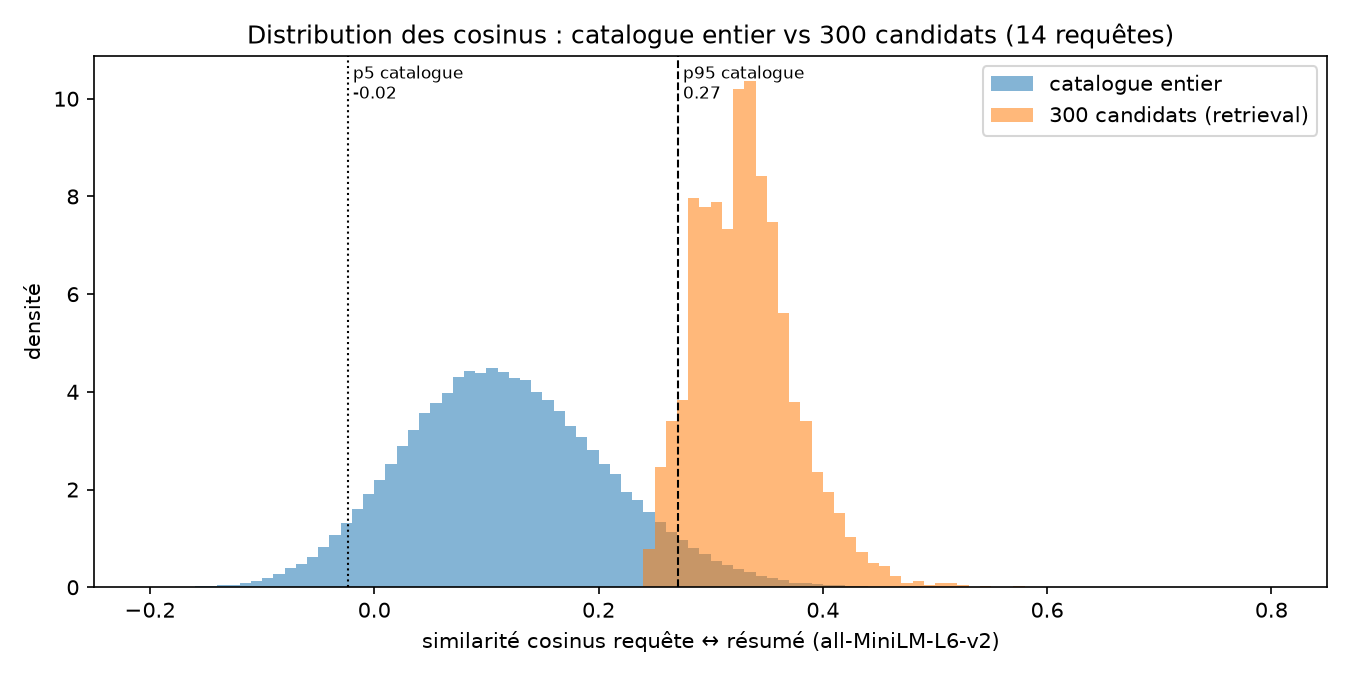 Distribution des cosinus : catalogue entier vs 300 candidats (14 requêtes)
p5 catalogue
-0.02
p95 catalogue
0.27
catalogue entier
300 candidats (retrieval)
densité
10
8
6
4
2
0
−0.2
0.0
0.2
0.4
0.6
0.8
similarité cosinus requête ↔ résumé (all-MiniLM-L6-v2)